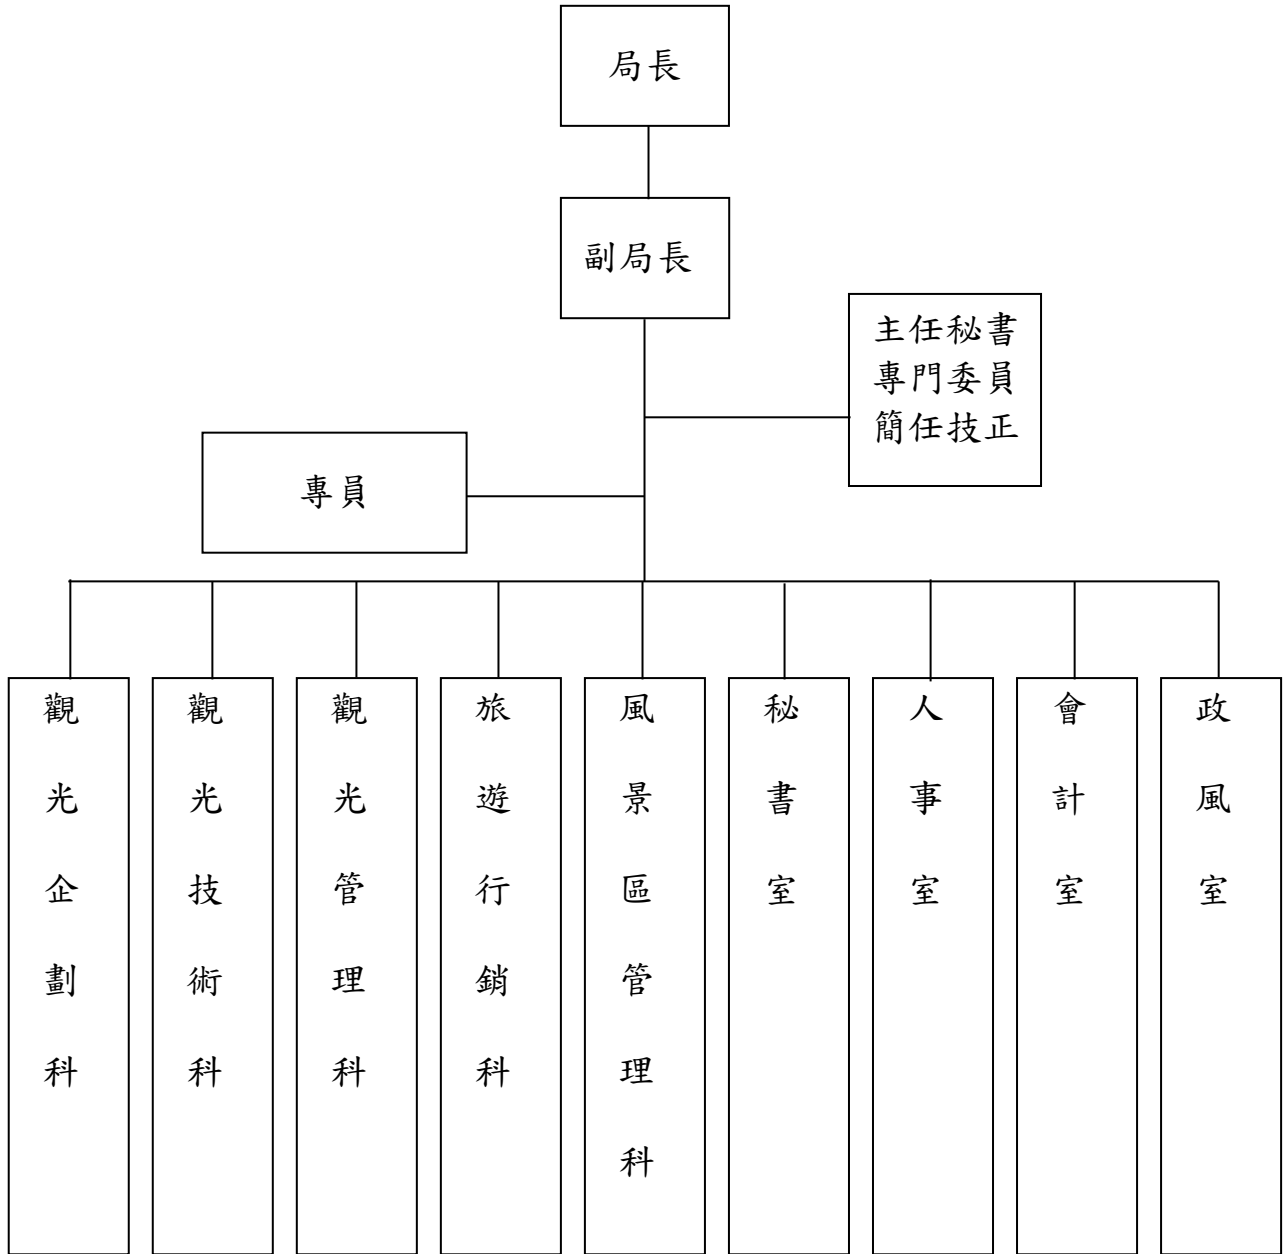 局長
副局長
主任秘書
專門委員
簡任技正
專員
觀光企劃科
觀光技術科
觀光管理科
旅遊行銷科
風景區管理科
秘書室
人事室
會計室
政風室